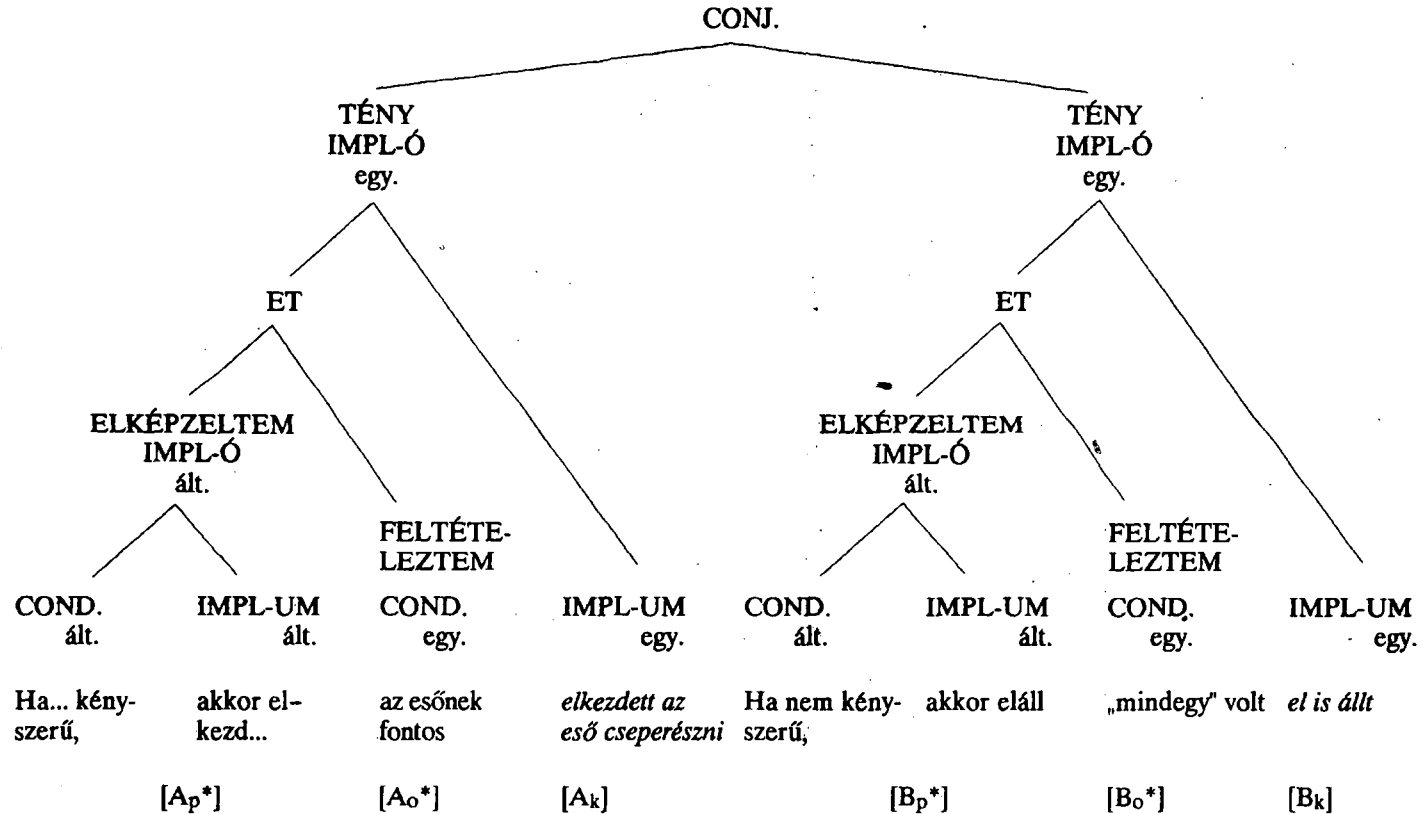 CONJ.
TÉNY TÉNY
IMPL-Ó IMPL-Ó
egy. egy.
ET ET
ELKÉPZELTEM ELKÉPZELTEM
IMPL-Ó IMPL-Ó
ált. ált.
FELTÉTE- FELTÉTE-
LEZTEM LEZTEM
COND. IMPL-UM COND. IMPL-UM COND. IMPL-UM COND. IMPL-UM
ált. ált. egy. egy. ált. ált. egy. egy.
Ha... kény- akkor el- az esőnek elkezdett az Ha nem kény- akkor eláll „mindegy" volt el is állt
szerű, kezd... fontos eső cseperészni szerű,
[Ap*] [Ao*] [Ak] [Bp*] [Bo*] [Bk]